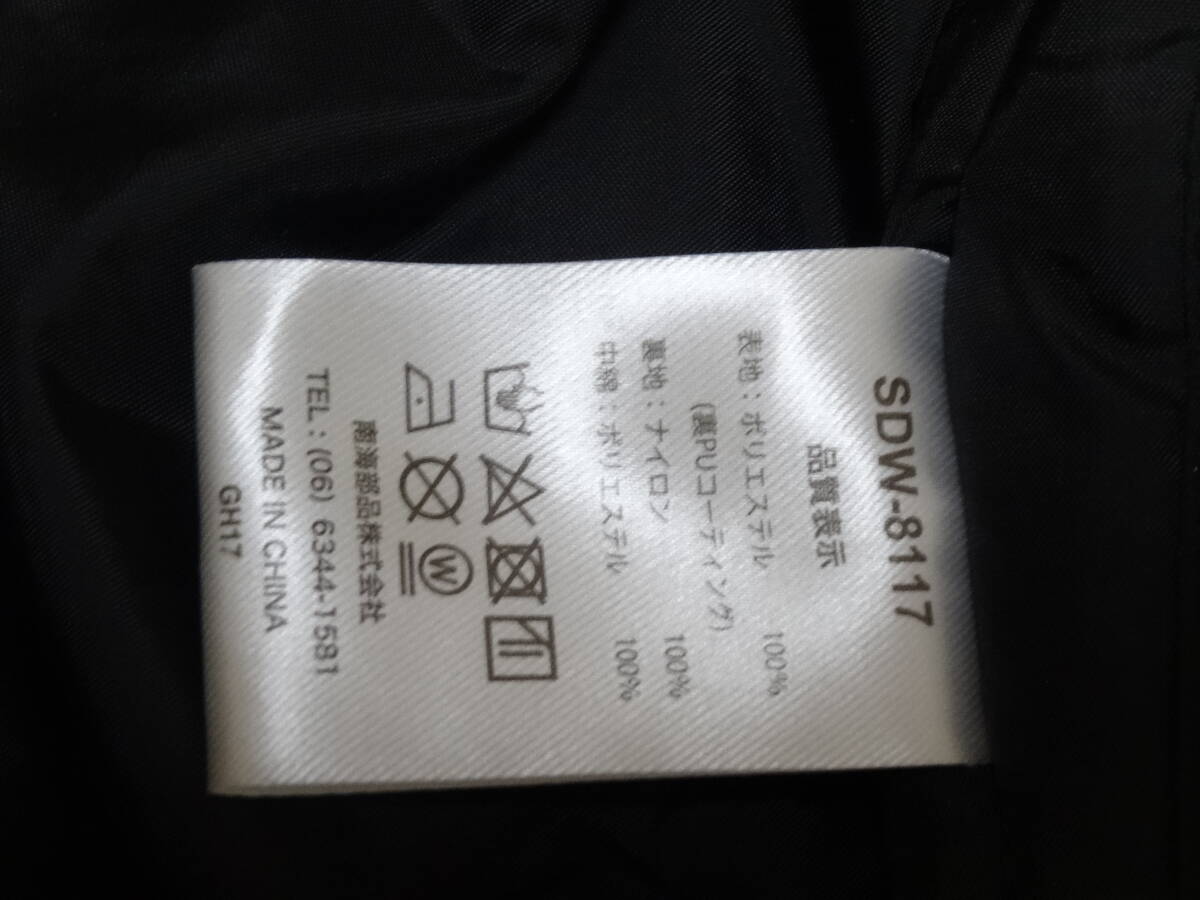 SDW-8117
品質表示
表地：ポリエステル 100%
(裏PUコーティング)
裏地：ナイロン 100%
中綿：ポリエステル 100%
W
南海部品株式会社
TEL：(06) 6344-1581
MADE IN CHINA
GH17